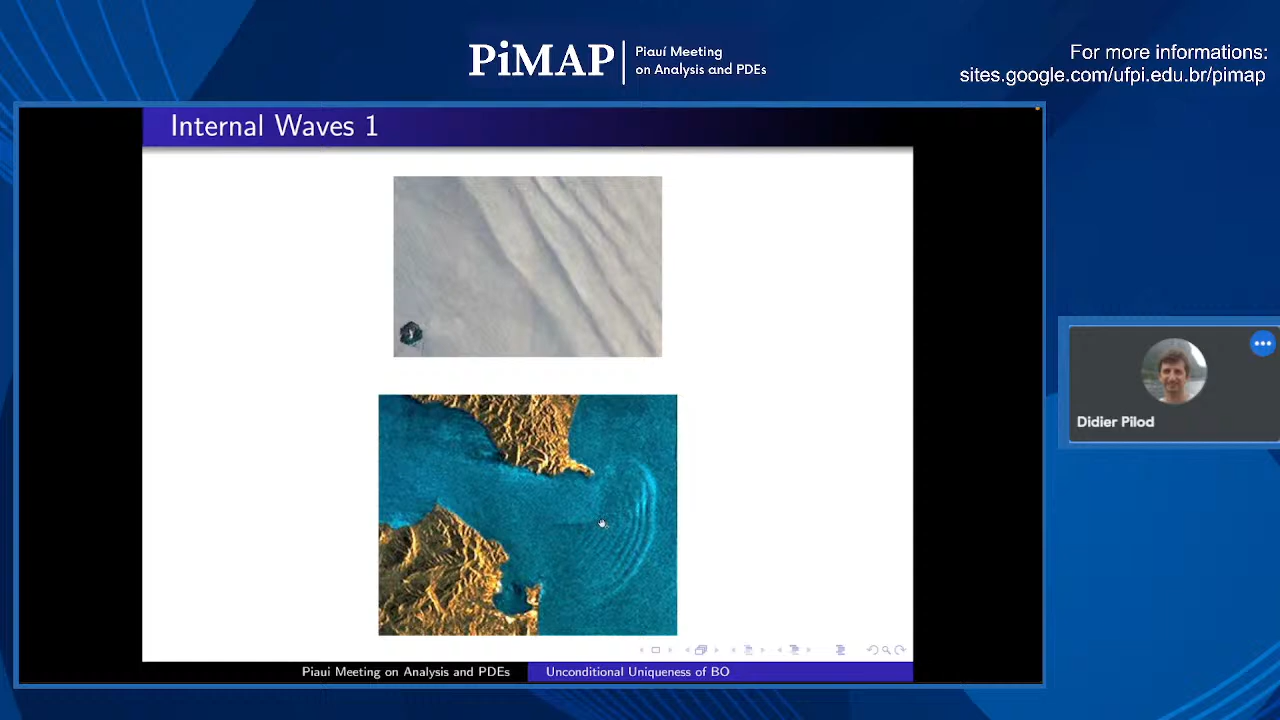 PiMAP
Piauí Meeting
on Analysis and PDEs
For more informations:
sites.google.com/ufpi.edu.br/pimap
Internal Waves 1
Didier Pilod
Piaui Meeting on Analysis and PDEs
Unconditional Uniqueness of BO